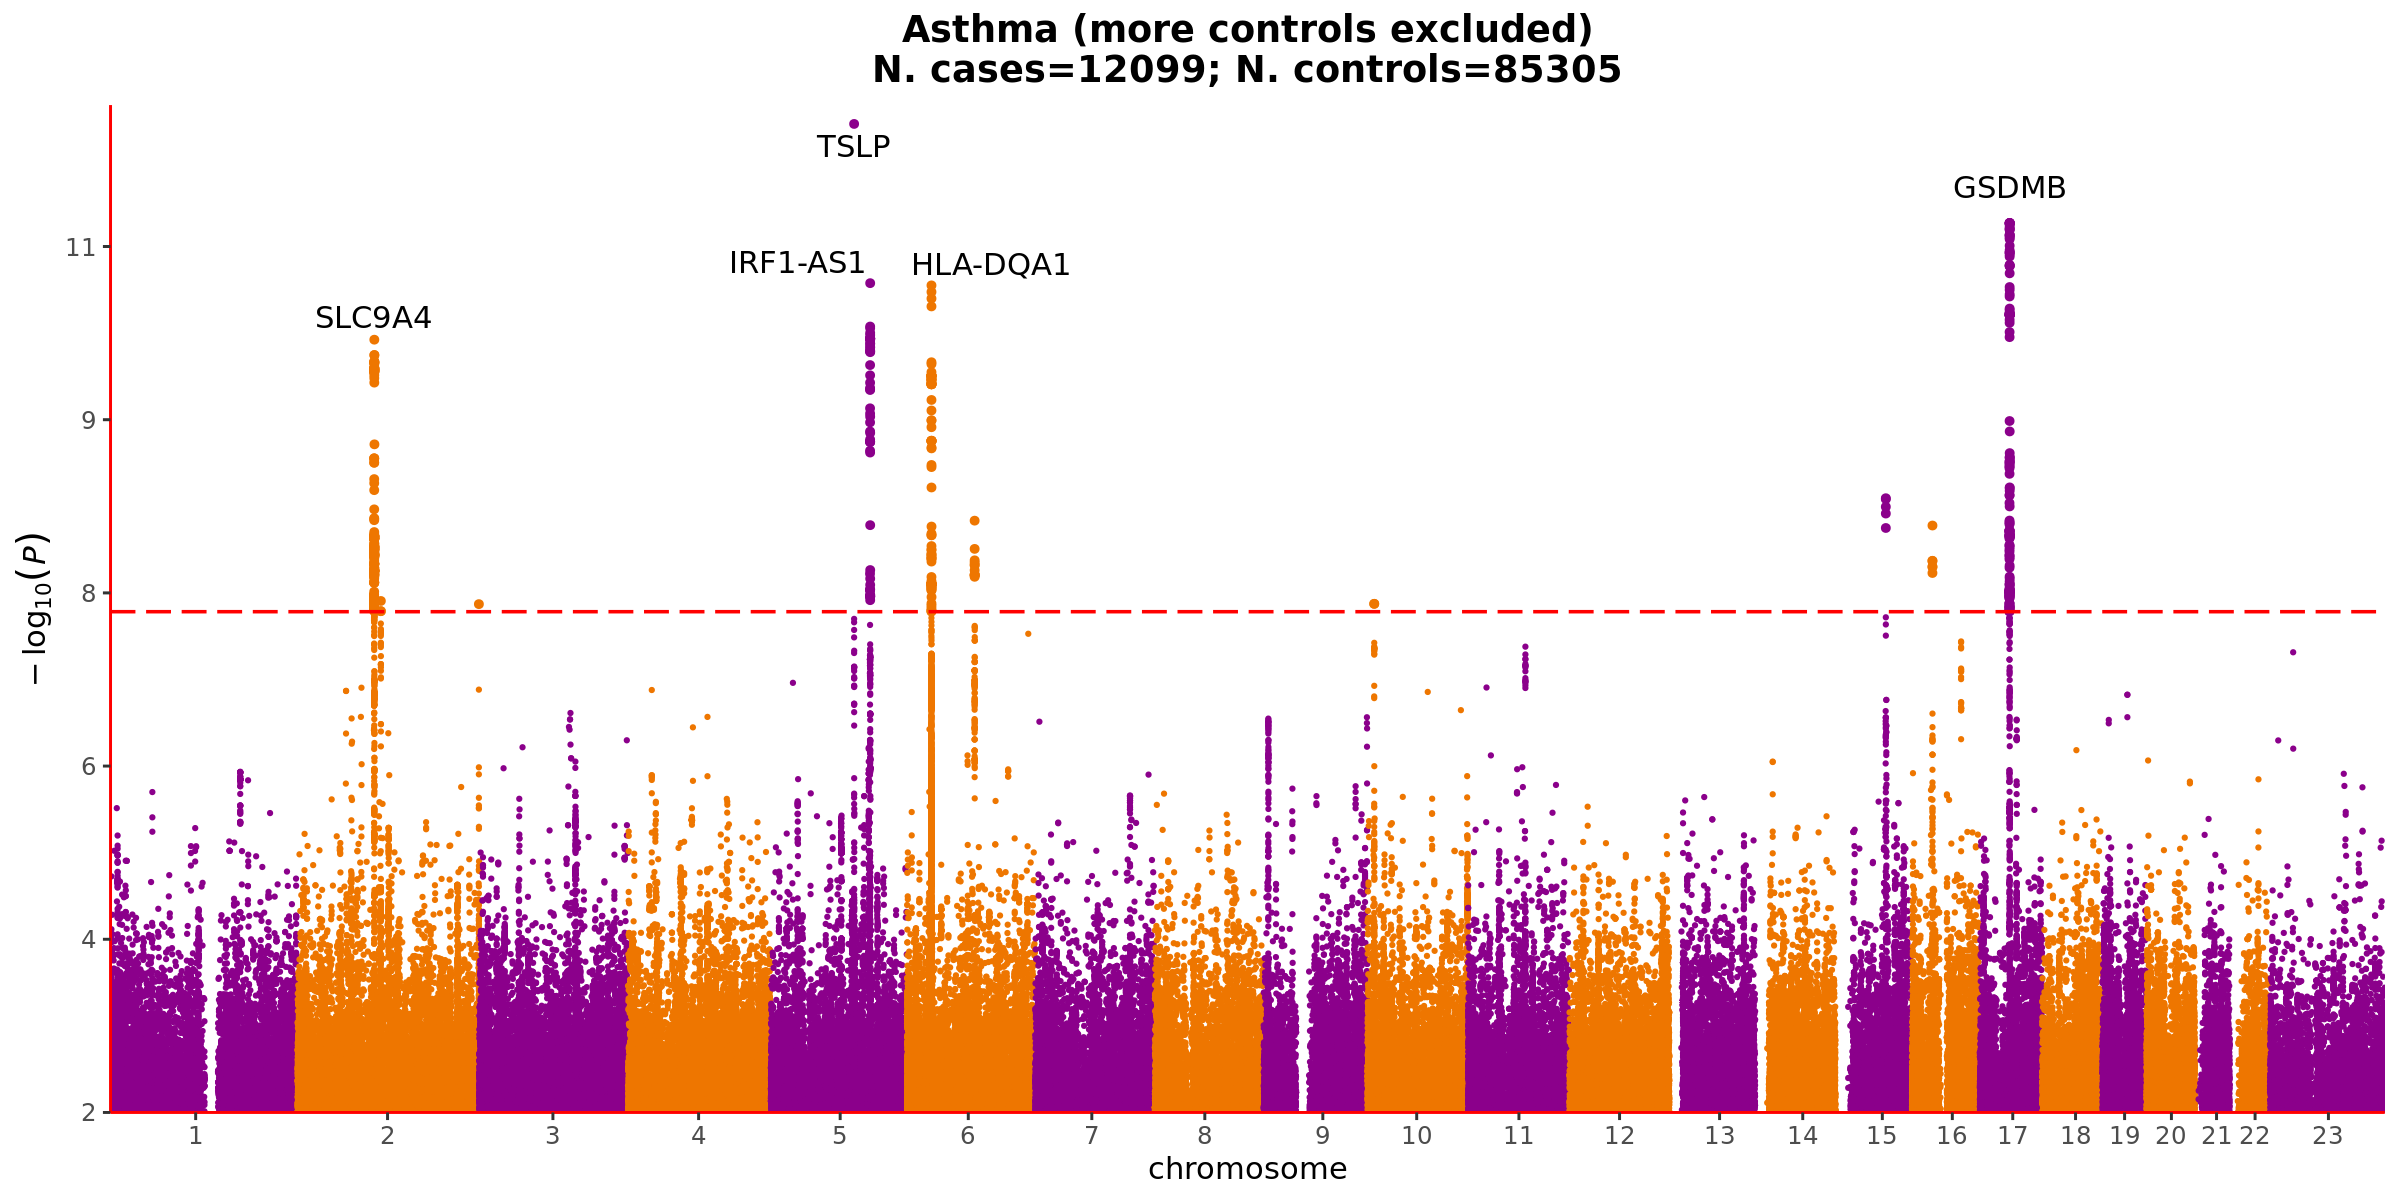 Asthma (more controls excluded)
N. cases=12099; N. controls=85305
TSLP
GSDMB
IRF1-AS1
HLA-DQA1
SLC9A4
11
9
8
6
4
2
−log10(P)
1 2 3 4 5 6 7 8 9 10 11 12 13 14 15 16 17 18 19 20 21 22 23
chromosome